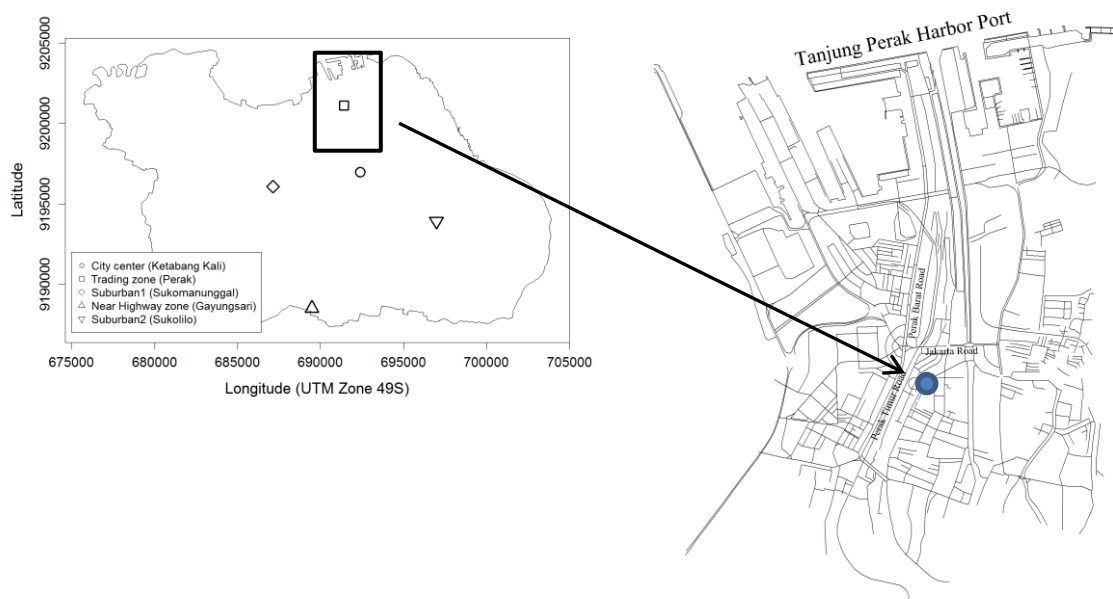 9205000
9200000
9195000
9190000
Latitude
City center (Ketabang Kali)
Trading zone (Perak)
Suburban1 (Sukomanunggal)
Near Highway zone (Gayungsari)
Suburban2 (Sukolilo)
675000 680000 685000 690000 695000 700000 705000
Longitude (UTM Zone 49S)
Tanjung Perak Harbor Port
Perak Barat Road
Jakarta Road
Perak Timur Road